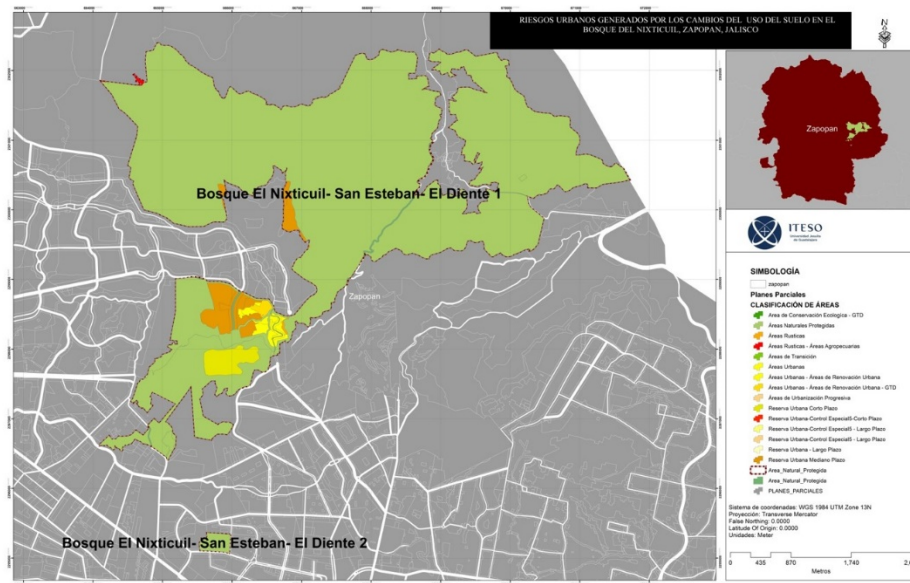 RIESGOS URBANOS GENERADOS POR LOS CAMBIOS DEL USO DEL SUELO EN EL
BOSQUE DEL NIXTICUIL, ZAPOPAN, JALISCO
Zapopan
Bosque El Nixticuil- San Esteban- El Diente 1
Zapopan
Bosque El Nixticuil- San Esteban- El Diente 2
ITESO
SIMBOLOGÍA
zapopan
Planes Parciales
CLASIFICACIÓN DE ÁREAS
Area de Conservación Ecológica - GTD
Áreas Naturales Protegidas
Áreas Rusticas
Áreas Rusticas - Áreas Agropecuarias
Áreas de Transición
Áreas Urbanas
Áreas Urbanas - Áreas de Renovación Urbana
Áreas Urbanas - Áreas de Renovación Urbana - GTD
Áreas de Urbanización Progresiva
Reserva Urbana Corto Plazo
Reserva Urbana-Control Especial5-Corto Plazo
Reserva Urbana-Control Especial5 - Largo Plazo
Reserva Urbana-Control Especial5 - Largo Plazo
Reserva Urbana - Largo Plazo
Reserva Urbana Mediano Plazo
Area_Natural_Protegida
Area_Natural_Protegida
PLANES_PARCIALES
Sistema de coordenadas: WGS 1984 UTM Zone 13N
Proyección: Transverse Mercator
False Northing: 0.0000
Latitude Of Origin: 0.0000
Unidades: Meter
0 435 870 1,740
Metros